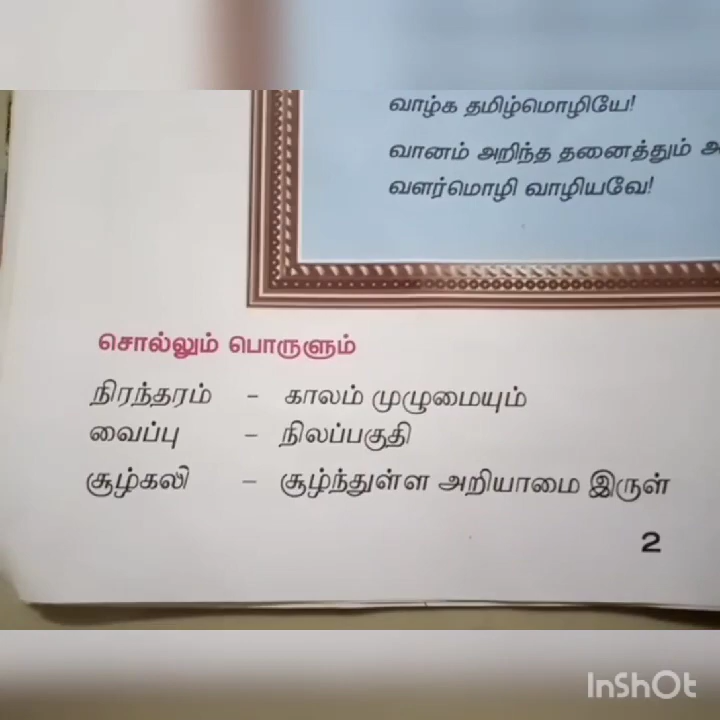 வாழ்க தமிழ்மொழியே!
வானம் அறிந்த தனைத்தும்
வளர்மொழி வாழியவே!
சொல்லும் பொருளும்
நிரந்தரம் - காலம் முழுமையும்
வைப்பு - நிலப்பகுதி
சூழ்கலி - சூழ்ந்துள்ள அறியாமை இருள்
2
InShOt